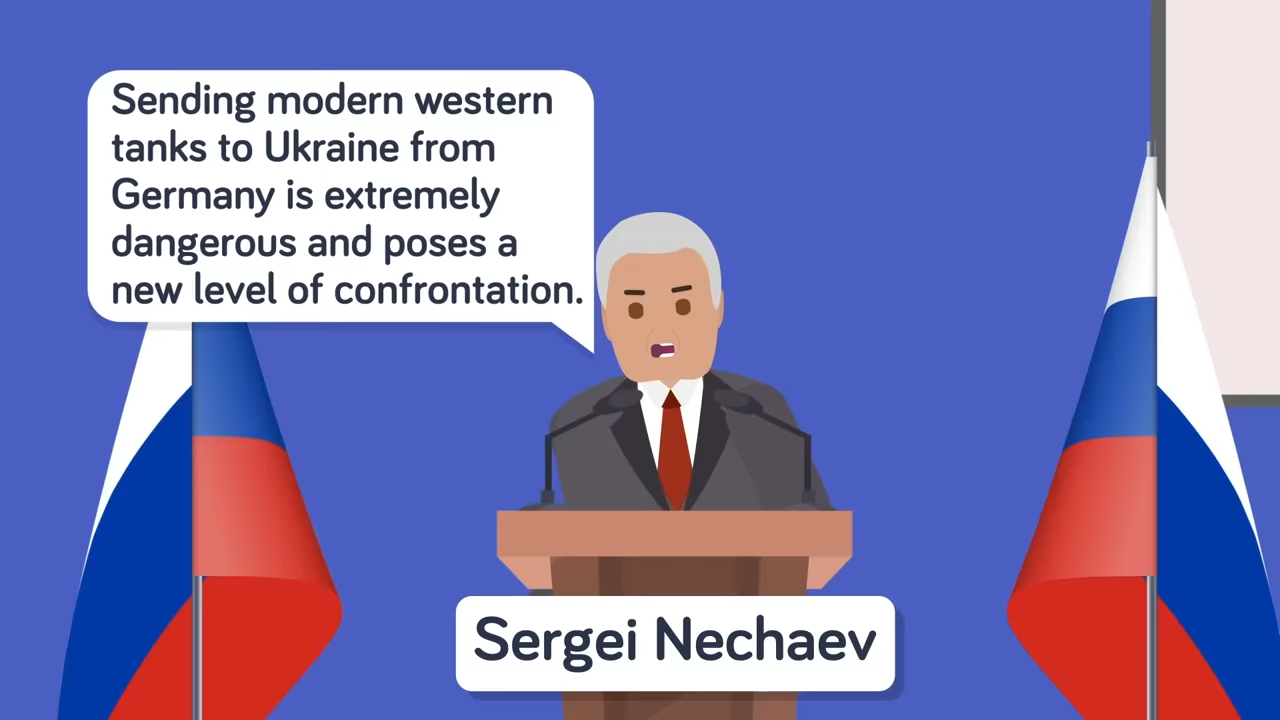 Sending modern western
tanks to Ukraine from
Germany is extremely
dangerous and poses a
new level of confrontation.
Sergei Nechaev